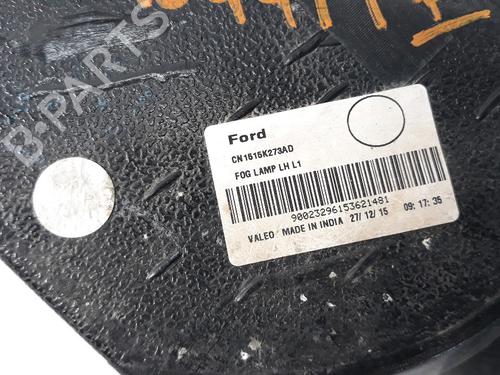 B-PARTS
Ford
CN1515K273AD
FOG LAMP LH L1
90023296153621481
VALEO MADE IN INDIA 27/12/15 09:17:35